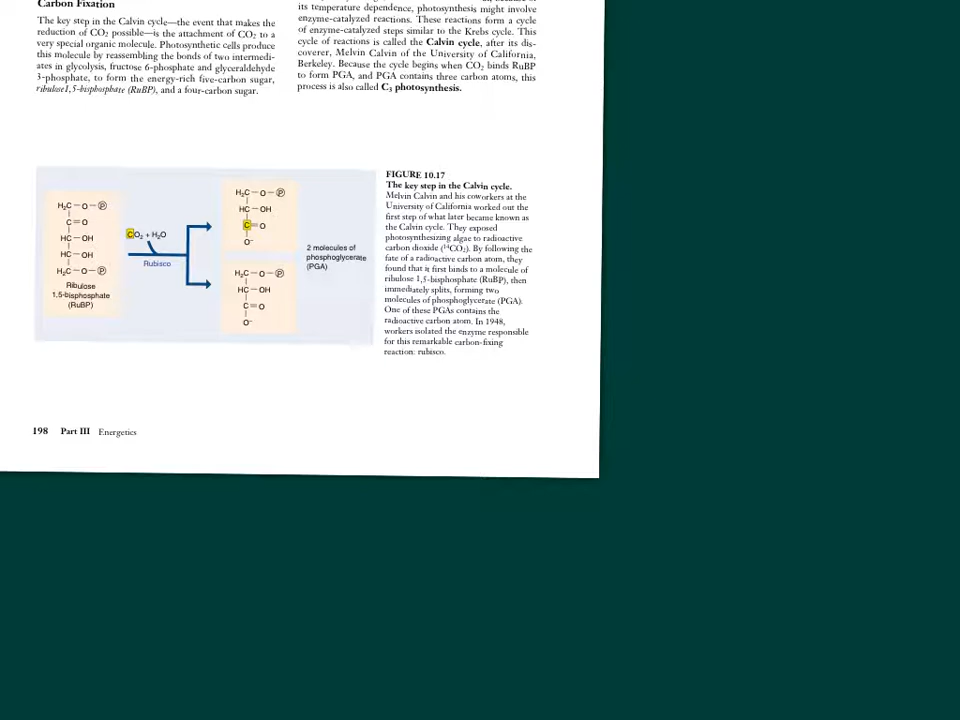 Carbon Fixation
The key step in the Calvin cycle—the event that makes the
reduction of CO₂ possible—is the attachment of CO₂ to a
very special organic molecule. Photosynthetic cells produce
this molecule by reassembling the bonds of two intermedi-
ates in glycolysis, fructose 6-phosphate and glyceraldehyde
3-phosphate, to form the energy-rich five-carbon sugar,
ribulose1,5-bisphosphate (RuBP), and a four-carbon sugar.
its temperature dependence, photosynthesis might involve
enzyme-catalyzed reactions. These reactions form a cycle
of enzyme-catalyzed steps similar to the Krebs cycle. This
cycle of reactions is called the Calvin cycle, after its dis-
coverer, Melvin Calvin of the University of California,
Berkeley. Because the cycle begins when CO₂ binds RuBP
to form PGA, and PGA contains three carbon atoms, this
process is also called C₃ photosynthesis.
H₂C—O—Ⓟ
C=O
HC—OH
HC—OH
H₂C—O—Ⓟ
Ribulose
1,5-bisphosphate
(RuBP)
CO₂ + H₂O
Rubisco
H₂C—O—Ⓟ
HC—OH
C=O
O⁻
H₂C—O—Ⓟ
HC—OH
C=O
O⁻
2 molecules of
phosphoglycerate
(PGA)
FIGURE 10.17
The key step in the Calvin cycle.
Melvin Calvin and his coworkers at the
University of California worked out the
first step of what later became known as
the Calvin cycle. They exposed
photosynthesizing algae to radioactive
carbon dioxide (¹⁴CO₂). By following the
fate of a radioactive carbon atom, they
found that it first binds to a molecule of
ribulose 1,5-bisphosphate (RuBP), then
immediately splits, forming two
molecules of phosphoglycerate (PGA).
One of these PGAs contains the
radioactive carbon atom. In 1948,
workers isolated the enzyme responsible
for this remarkable carbon-fixing
reaction: rubisco.
198 Part III Energetics